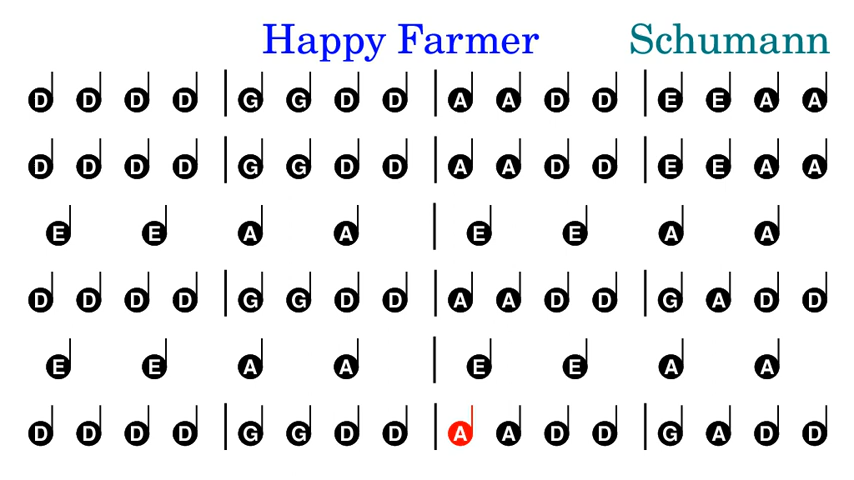 Happy Farmer Schumann
D D D D | G G D D | A A D D | E E A A
D D D D | G G D D | A A D D | E E A A
E E A A | E E A A
D D D D | G G D D | A A D D | G A D D
E E A A | E E A A
D D D D | G G D D | A A D D | G A D D